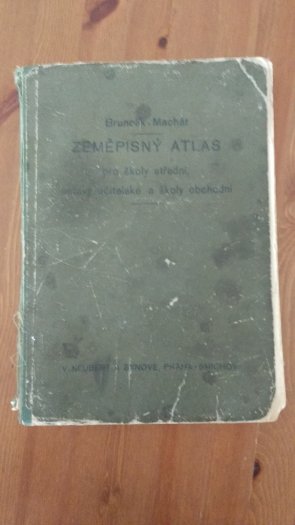 Brunclík-Machát
ZEMĚPISNÝ ATLAS
pro školy střední,
ústavy učitelské a školy obchodní
V. NEUBERT A SYNOVÉ, PRAHA-SMÍCHOV